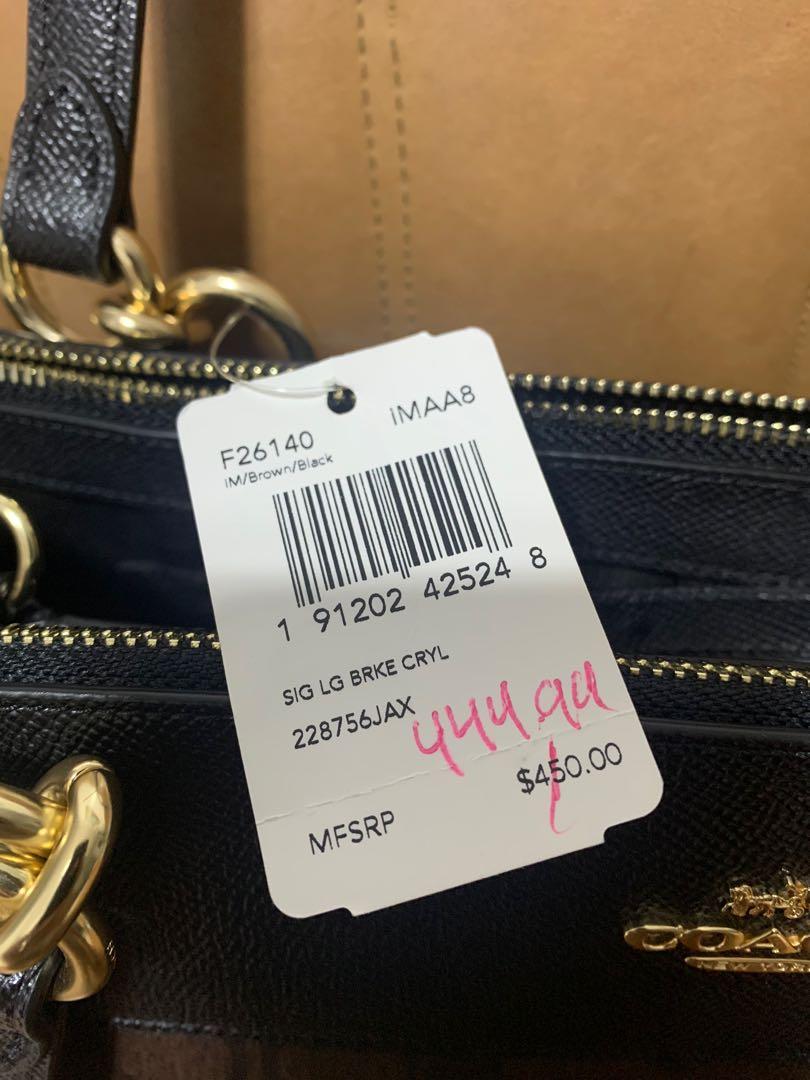 F26140
iMAA8
iM/Brown/Black
1 91202 42524 8
SIG LG BRKE CRYL
228756JAX
444,94
$450.00
MFSRP
COAC